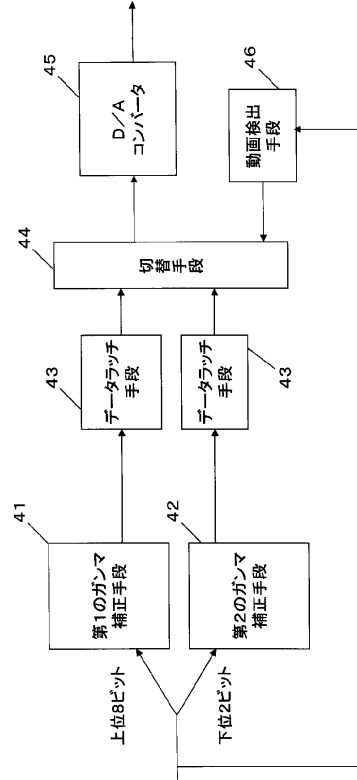 上位8ビット
下位2ビット
41
第1のガンマ
補正手段
42
第2のガンマ
補正手段
43
データラッチ
手段
データラッチ
手段
43
44
切替手段
45
D/A
コンバータ
46
動画検出
手段